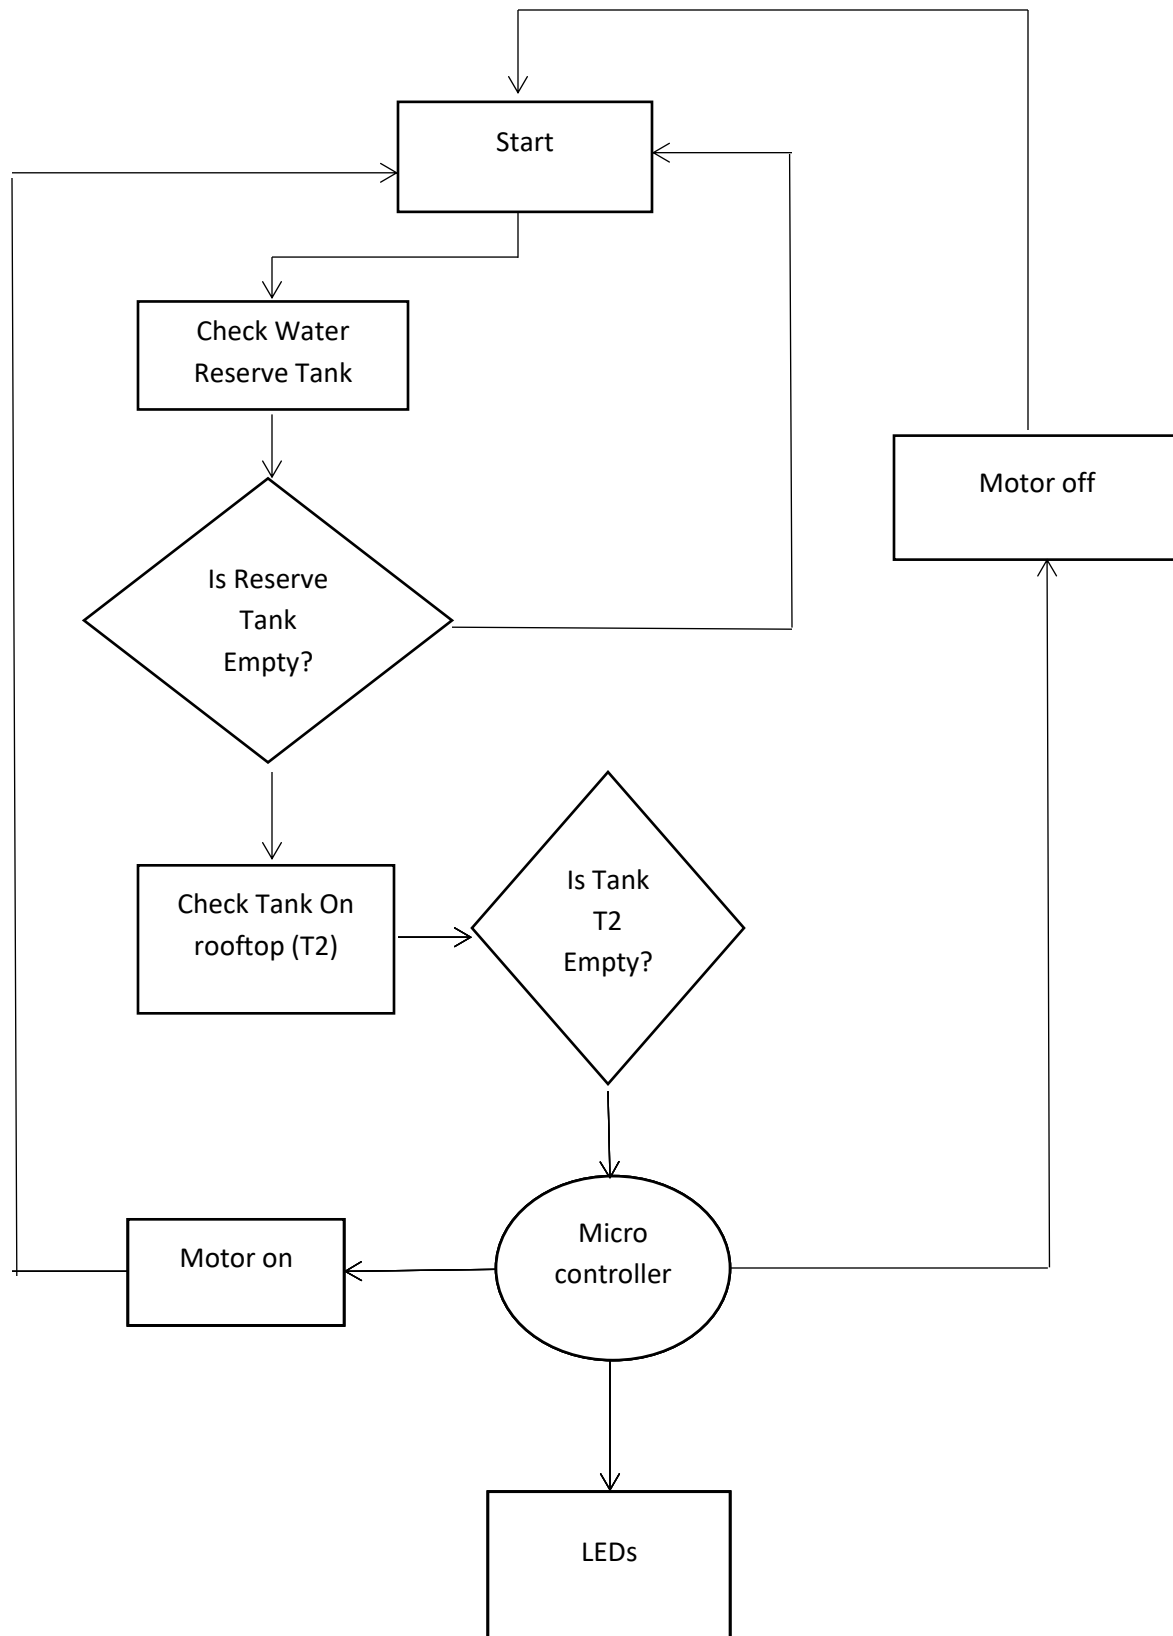 Start
Check Water
Reserve Tank
Motor off
Is Reserve
Tank
Empty?
Check Tank On
rooftop (T2)
Is Tank
T2
Empty?
Motor on
Micro
controller
LEDs